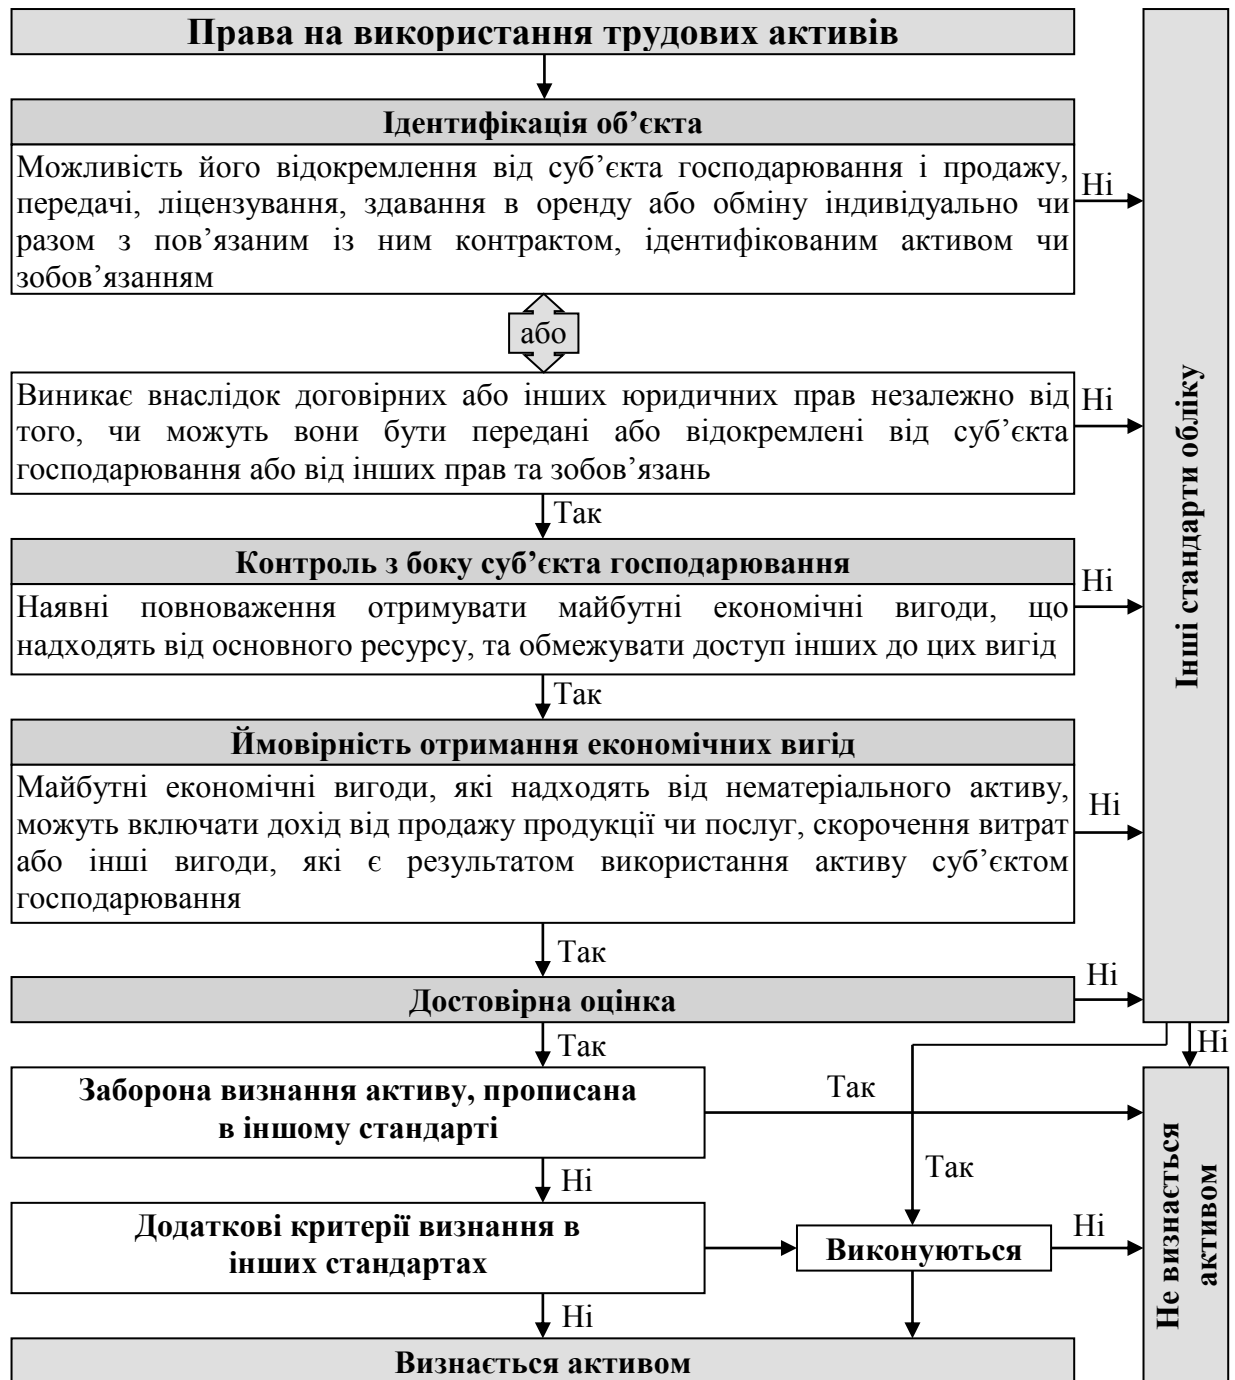 Права на використання трудових активів
Ідентифікація об’єкта
Можливість його відокремлення від суб’єкта господарювання і продажу,
передачі, ліцензування, здавання в оренду або обміну індивідуально чи
разом з пов’язаним із ним контрактом, ідентифікованим активом чи
зобов’язанням
Ні
або
Виникає внаслідок договірних або інших юридичних прав незалежно від
того, чи можуть вони бути передані або відокремлені від суб’єкта
господарювання або від інших прав та зобов’язань
Ні
Так
Контроль з боку суб’єкта господарювання
Наявні повноваження отримувати майбутні економічні вигоди, що
надходять від основного ресурсу, та обмежувати доступ інших до цих вигід
Ні
Так
Ймовірність отримання економічних вигід
Майбутні економічні вигоди, які надходять від нематеріального активу,
можуть включати дохід від продажу продукції чи послуг, скорочення витрат
або інші вигоди, які є результатом використання активу суб’єктом
господарювання
Ні
Так
Достовірна оцінка
Ні
Інші стандарти обліку
Так
Ні
Заборона визнання активу, прописана
в іншому стандарті
Так
Ні
Так
Додаткові критерії визнання в
інших стандартах
Виконуються
Ні
Не визнається
активом
Ні
Визнається активом